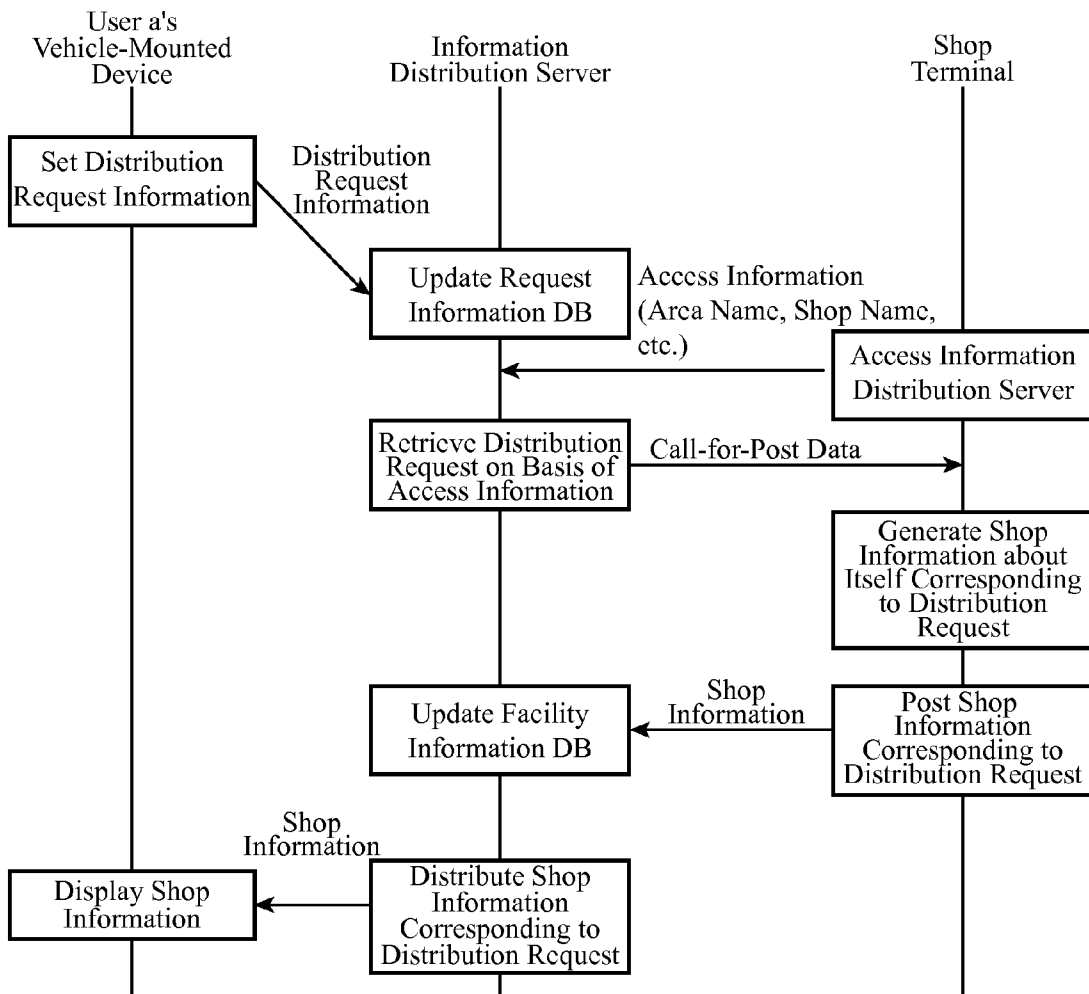 User a's
Vehicle-Mounted
Device
Information
Distribution Server
Shop
Terminal
Set Distribution
Request Information
Distribution
Request
Information
Update Request
Information DB
Access Information
(Area Name, Shop Name,
etc.)
Access Information
Distribution Server
Retrieve Distribution
Request on Basis of
Access Information
Call-for-Post Data
Generate Shop
Information about
Itself Corresponding
to Distribution
Request
Post Shop
Information
Corresponding to
Distribution Request
Shop
Information
Update Facility
Information DB
Distribute Shop
Information
Corresponding to
Distribution Request
Shop
Information
Display Shop
Information